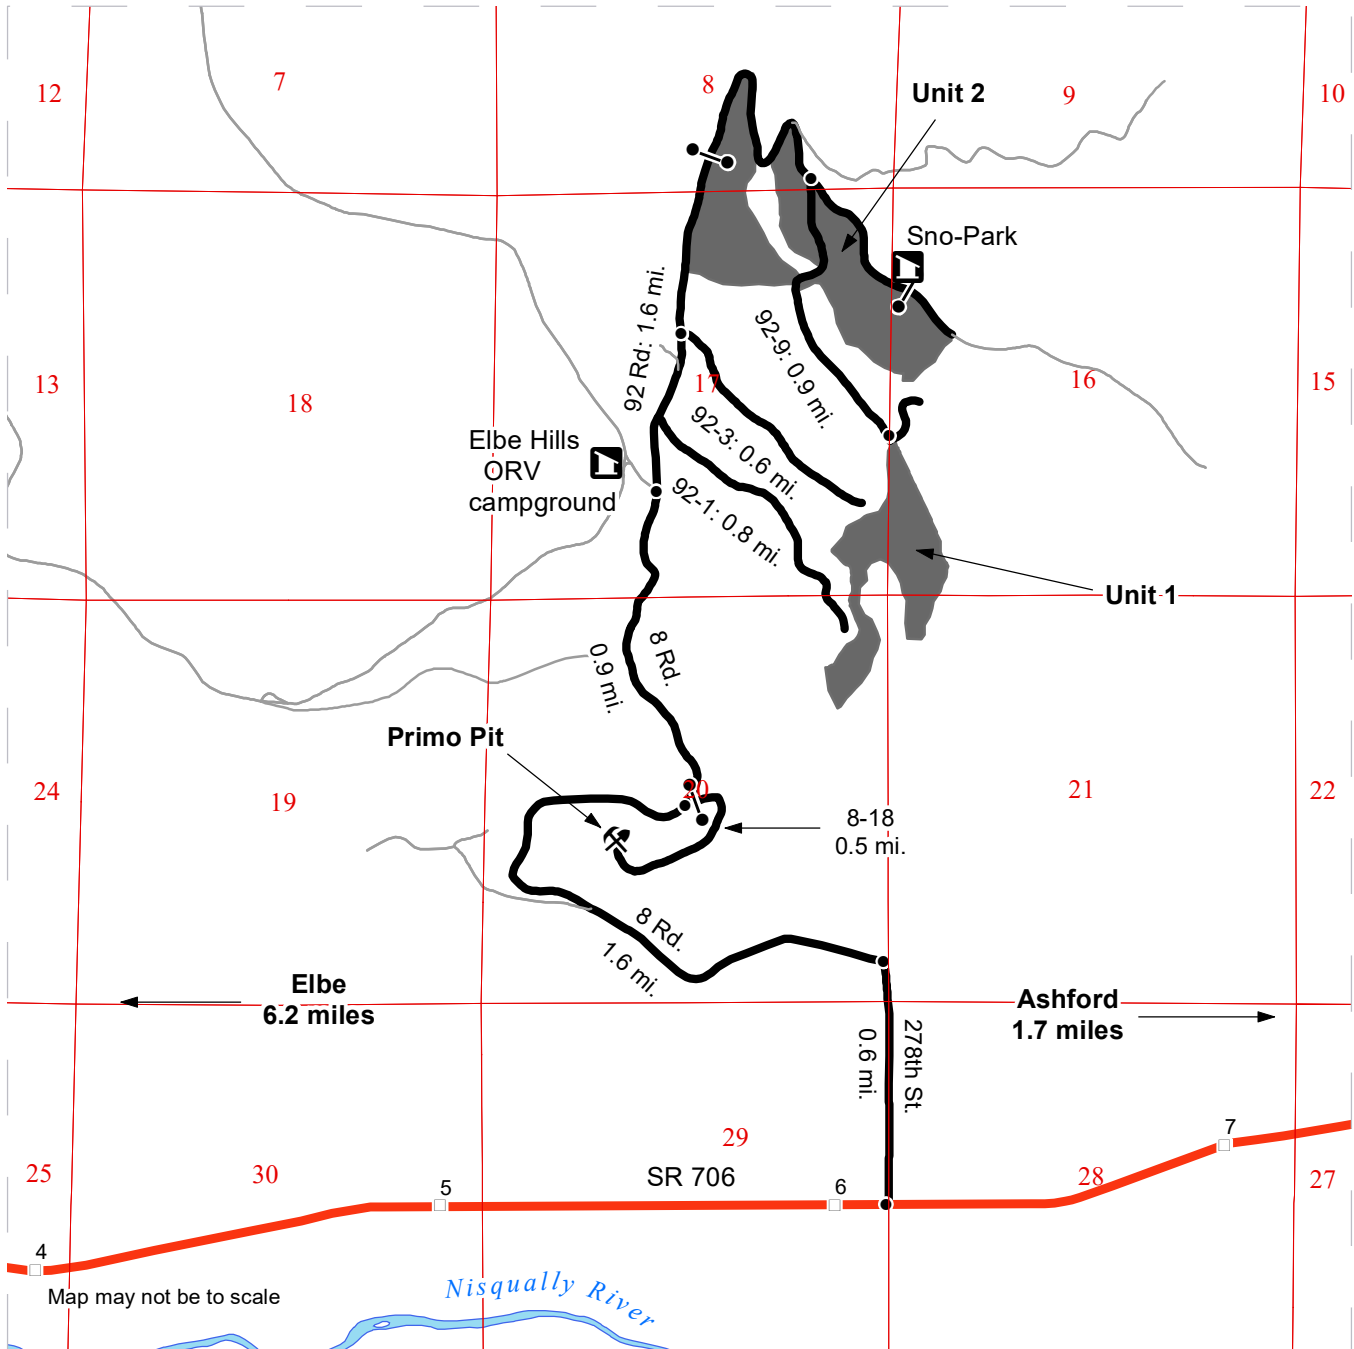 12
7
8
Unit 2
9
10
Sno-Park
92 Rd: 1.6 mi.
92-9: 0.9 mi.
13
18
17
16
15
92-3: 0.6 mi.
Elbe Hills
ORV
campground
92-1: 0.8 mi.
Unit 1
8 Rd.
0.9 mi.
Primo Pit
24
19
20
21
22
8-18
0.5 mi.
8 Rd.
1.6 mi.
Elbe
6.2 miles
Ashford
1.7 miles
278th St.
0.6 mi.
29
7
25
30
SR 706
28
27
5
6
4
Map may not be to scale
Nisqually River